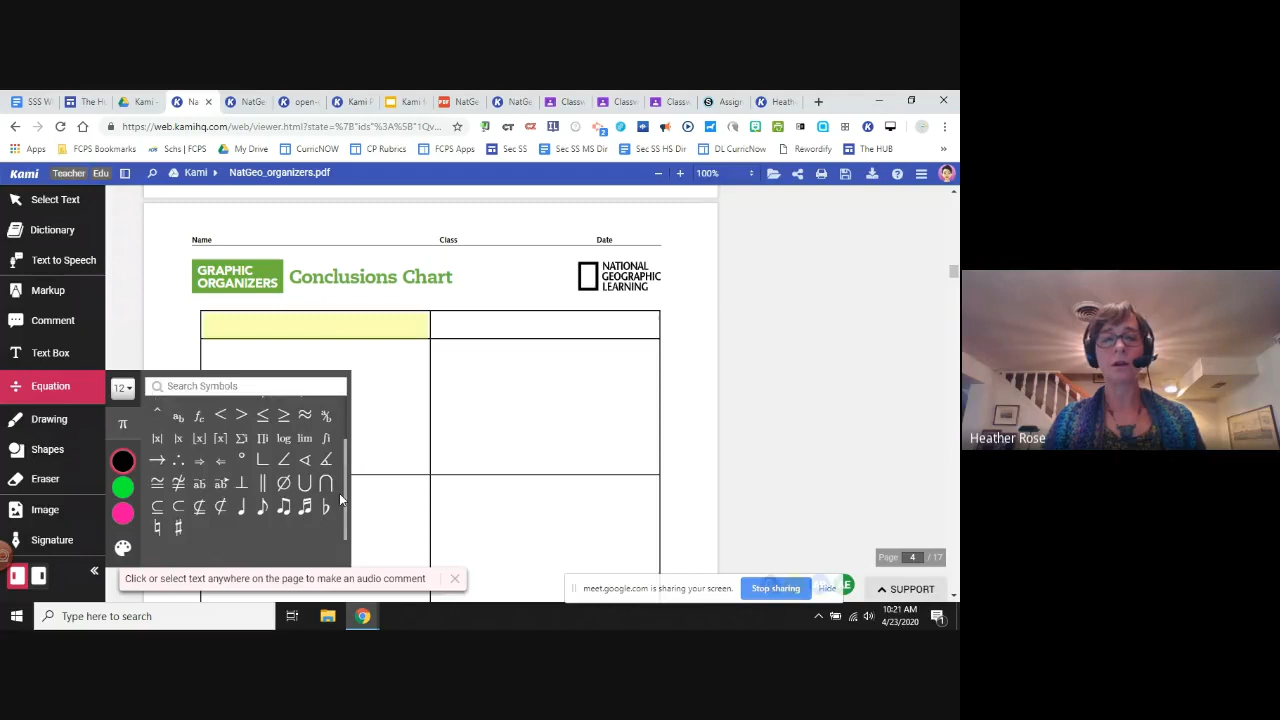 SSS W
The H
Kami -
Na
NatGe
open-
Kami P
Kami f
NatGe
NatGe
Classw
Classw
Classw
Assign
Heath
https://web.kamihq.com/web/viewer.html?state=%7B"ids"%3A%5B"1Qv...
Apps
FCPS Bookmarks
Schs | FCPS
My Drive
CurricNOW
CP Rubrics
FCPS Apps
Sec SS
Sec SS MS Dir
Sec SS HS Dir
DL CurricNow
Rewordify
The HUB
Kami Teacher Edu
Kami
NatGeo_organizers.pdf
100%
Select Text
Dictionary
Text to Speech
Markup
Comment
Text Box
Equation
Drawing
Shapes
Eraser
Image
Signature
Name Class Date
GRAPHIC ORGANIZERS
Conclusions Chart
NATIONAL
GEOGRAPHIC
LEARNING
12
Search Symbols
π
< > ≤ ≥ ≈
log lim
Click or select text anywhere on the page to make an audio comment
meet.google.com is sharing your screen.
Stop sharing
Hide
Page 4 / 17
SUPPORT
Type here to search
10:21 AM
4/23/2020
Heather Rose